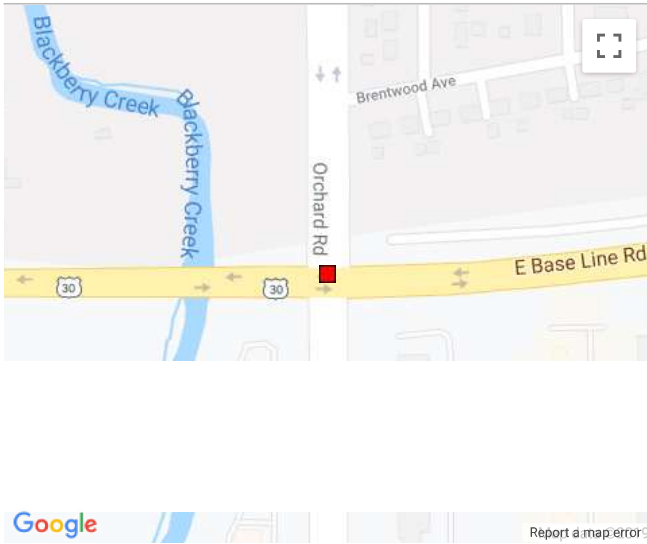 Blackberry Creek
Blackberry Creek
Brentwood Ave
Orchard Rd
E Base Line Rd
30
30
Google
Report a map error